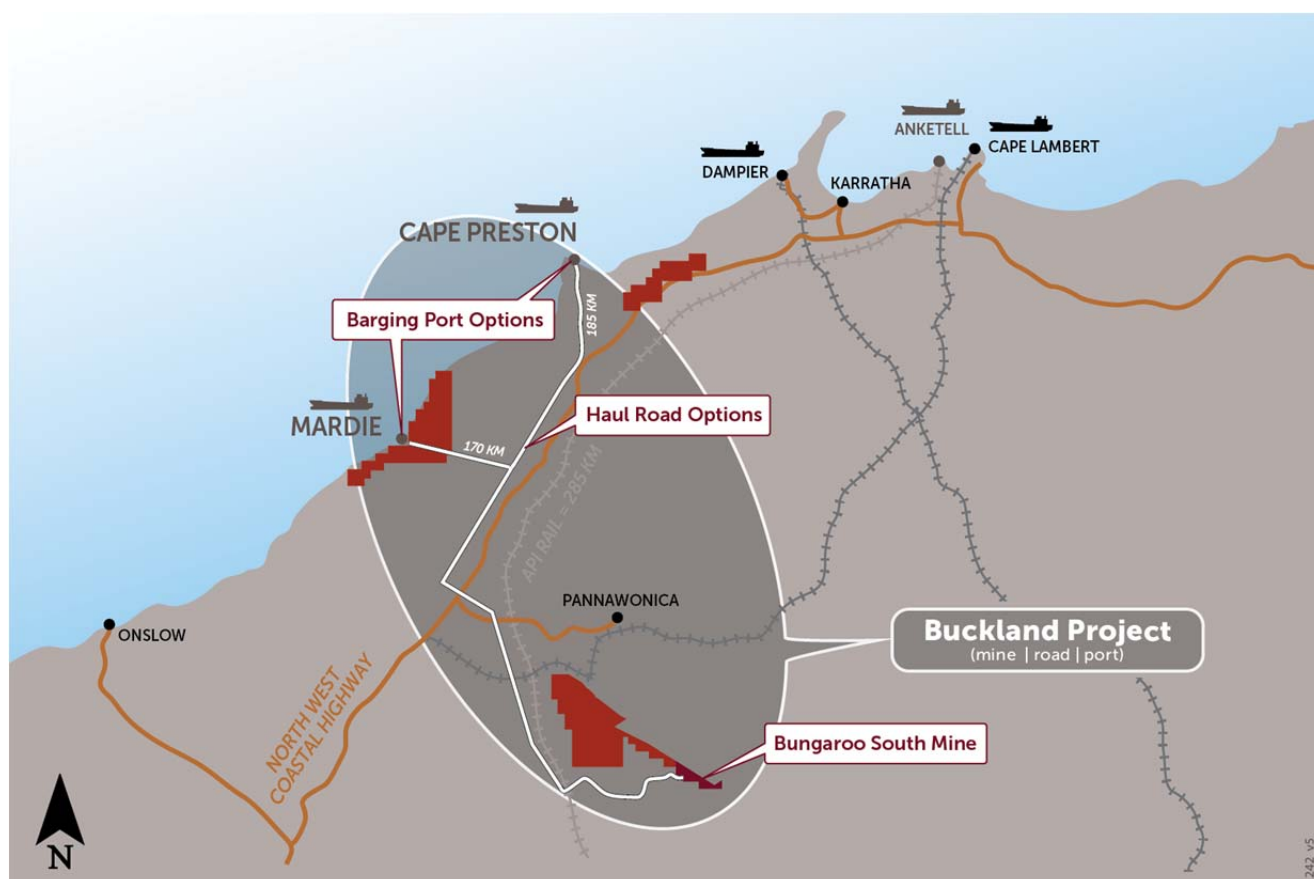 ANKETELL
CAPE LAMBERT
DAMPIER
KARRATHA
CAPE PRESTON
Barging Port Options
185 KM
Haul Road Options
MARDIE
170 KM
API RAIL = 285 KM
PANNAWONICA
ONSLOW
Buckland Project
(mine | road | port)
NORTH WEST
COASTAL HIGHWAY
Bungaroo South Mine
N
242_v5